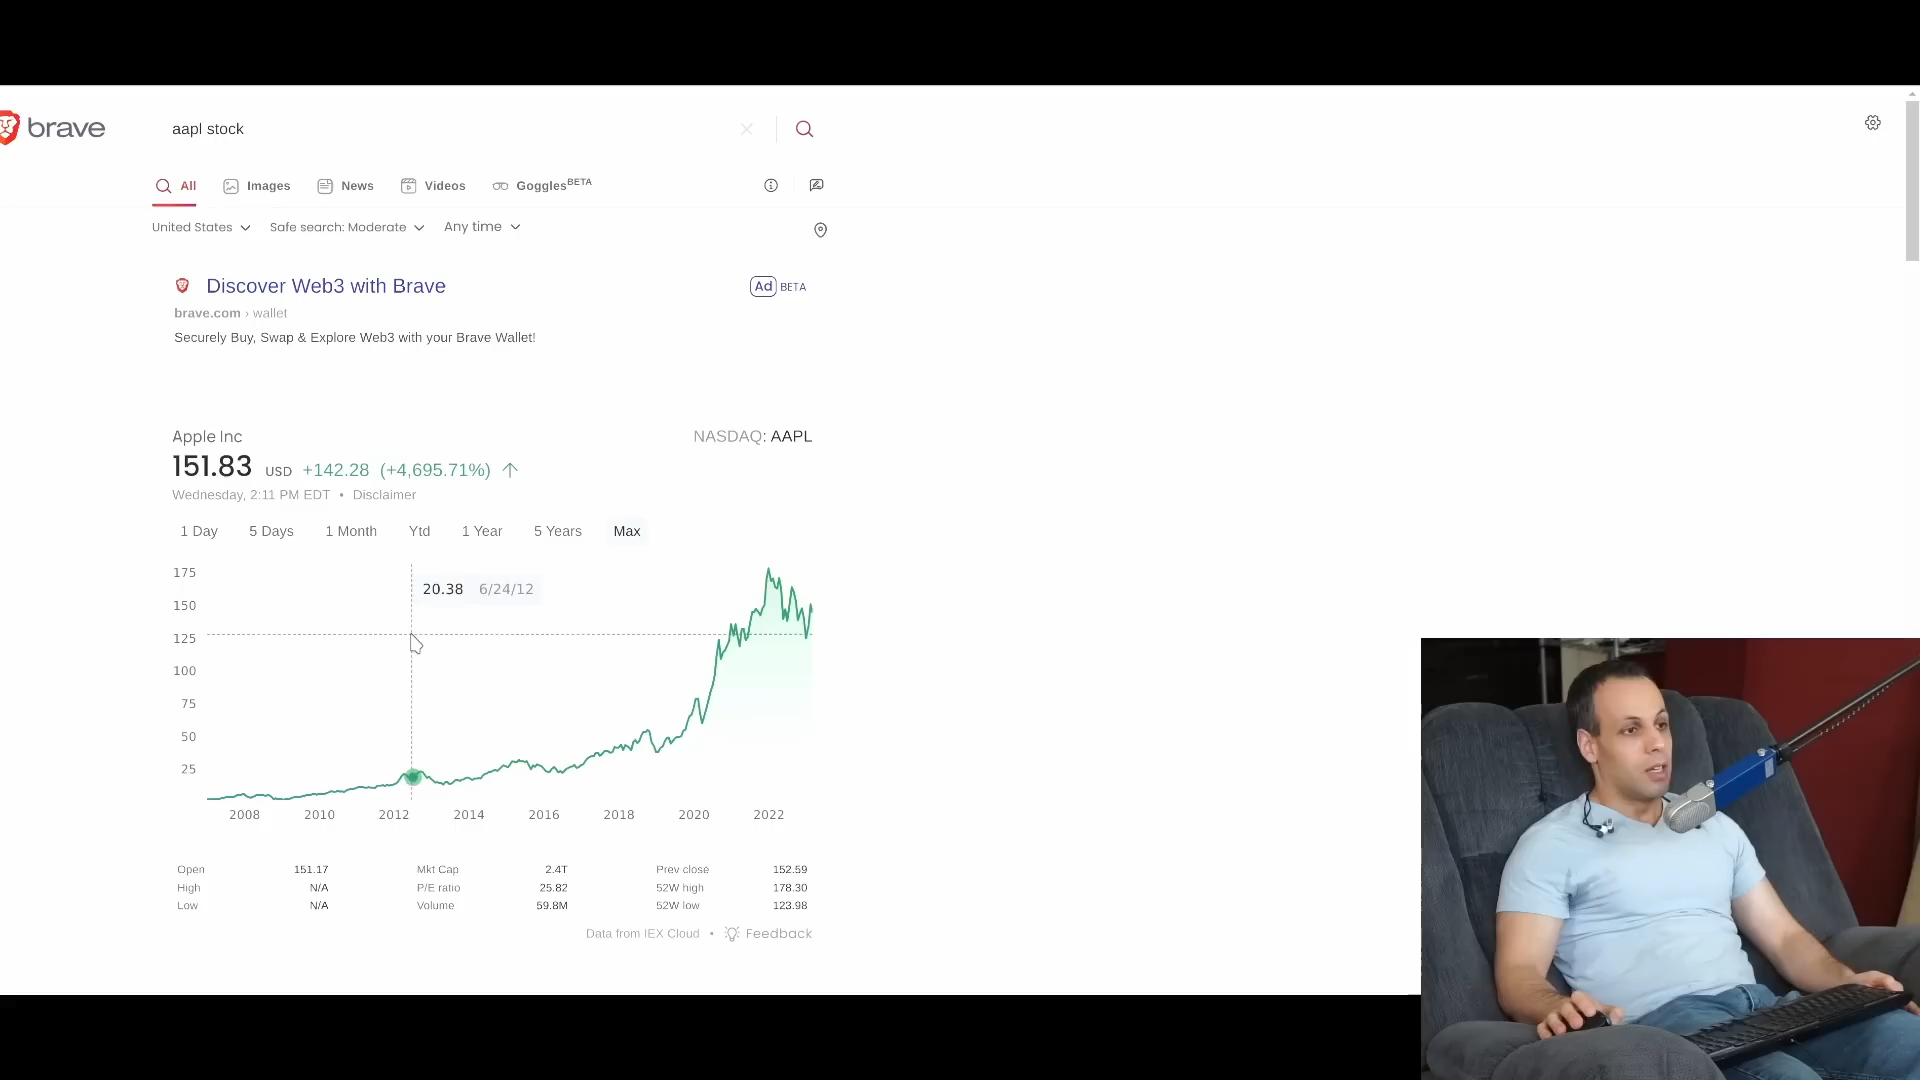 brave
aapl stock
All Images News Videos Goggles BETA
United States Safe search: Moderate Any time
Discover Web3 with Brave Ad BETA
brave.com › wallet
Securely Buy, Swap & Explore Web3 with your Brave Wallet!
Apple Inc NASDAQ: AAPL
151.83 USD +142.28 (+4,695.71%) ↑
Wednesday, 2:11 PM EDT • Disclaimer
1 Day 5 Days 1 Month Ytd 1 Year 5 Years Max
175
20.38 6/24/12
150
125
100
75
50
25
2008 2010 2012 2014 2016 2018 2020 2022
Open 151.17 Mkt Cap 2.4T Prev close 152.59
High N/A P/E ratio 25.82 52W high 178.30
Low N/A Volume 59.8M 52W low 123.98
Data from IEX Cloud • Feedback